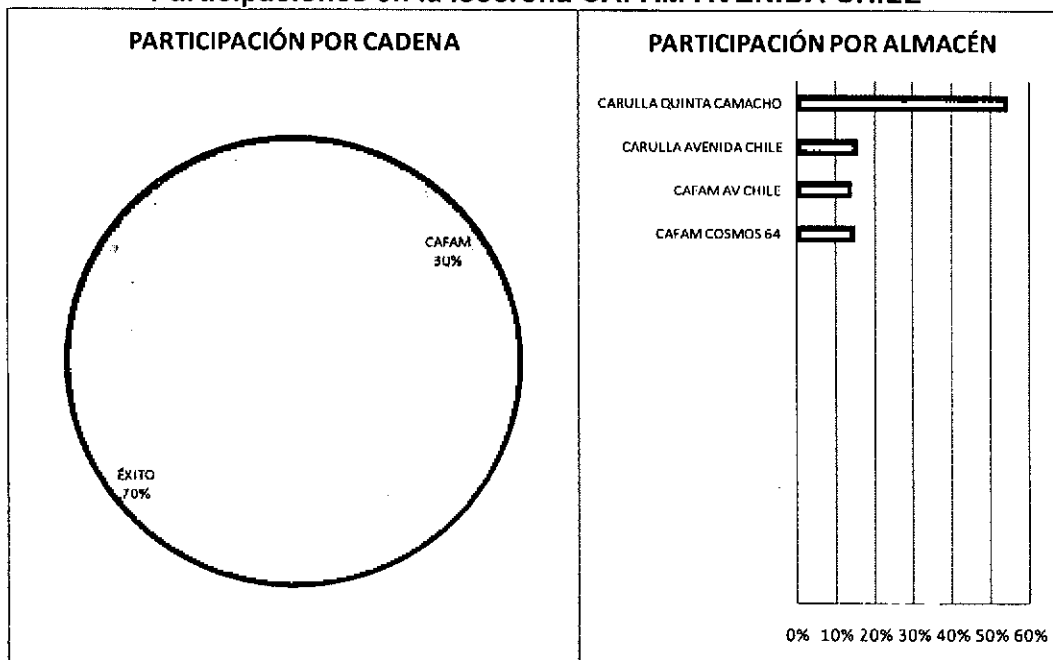 PARTICIPACIÓN POR CADENA
CAFAM
30%
ÉXITO
70%
PARTICIPACIÓN POR ALMACÉN
CARULLA QUINTA CAMACHO
CARULLA AVENIDA CHILE
CAFAM AV CHILE
CAFAM COSMOS 64
0% 10% 20% 30% 40% 50% 60%